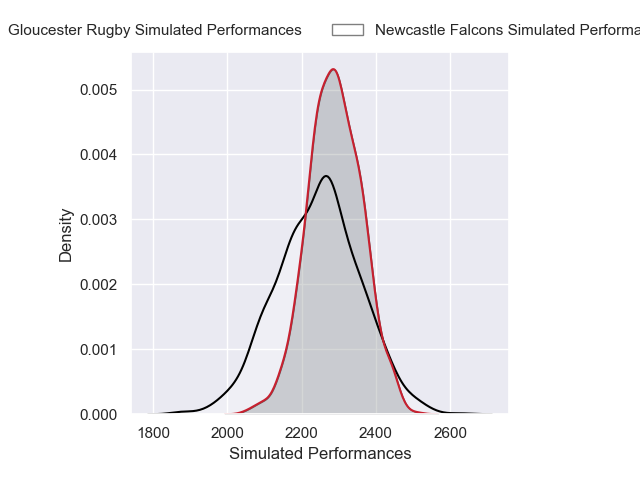 Gloucester Rugby Simulated Performances Newcastle Falcons Simulated
0.005
0.004
0.003
0.002
0.001
0.000
Density
1800 2000 2200 2400 2600
Simulated Performances